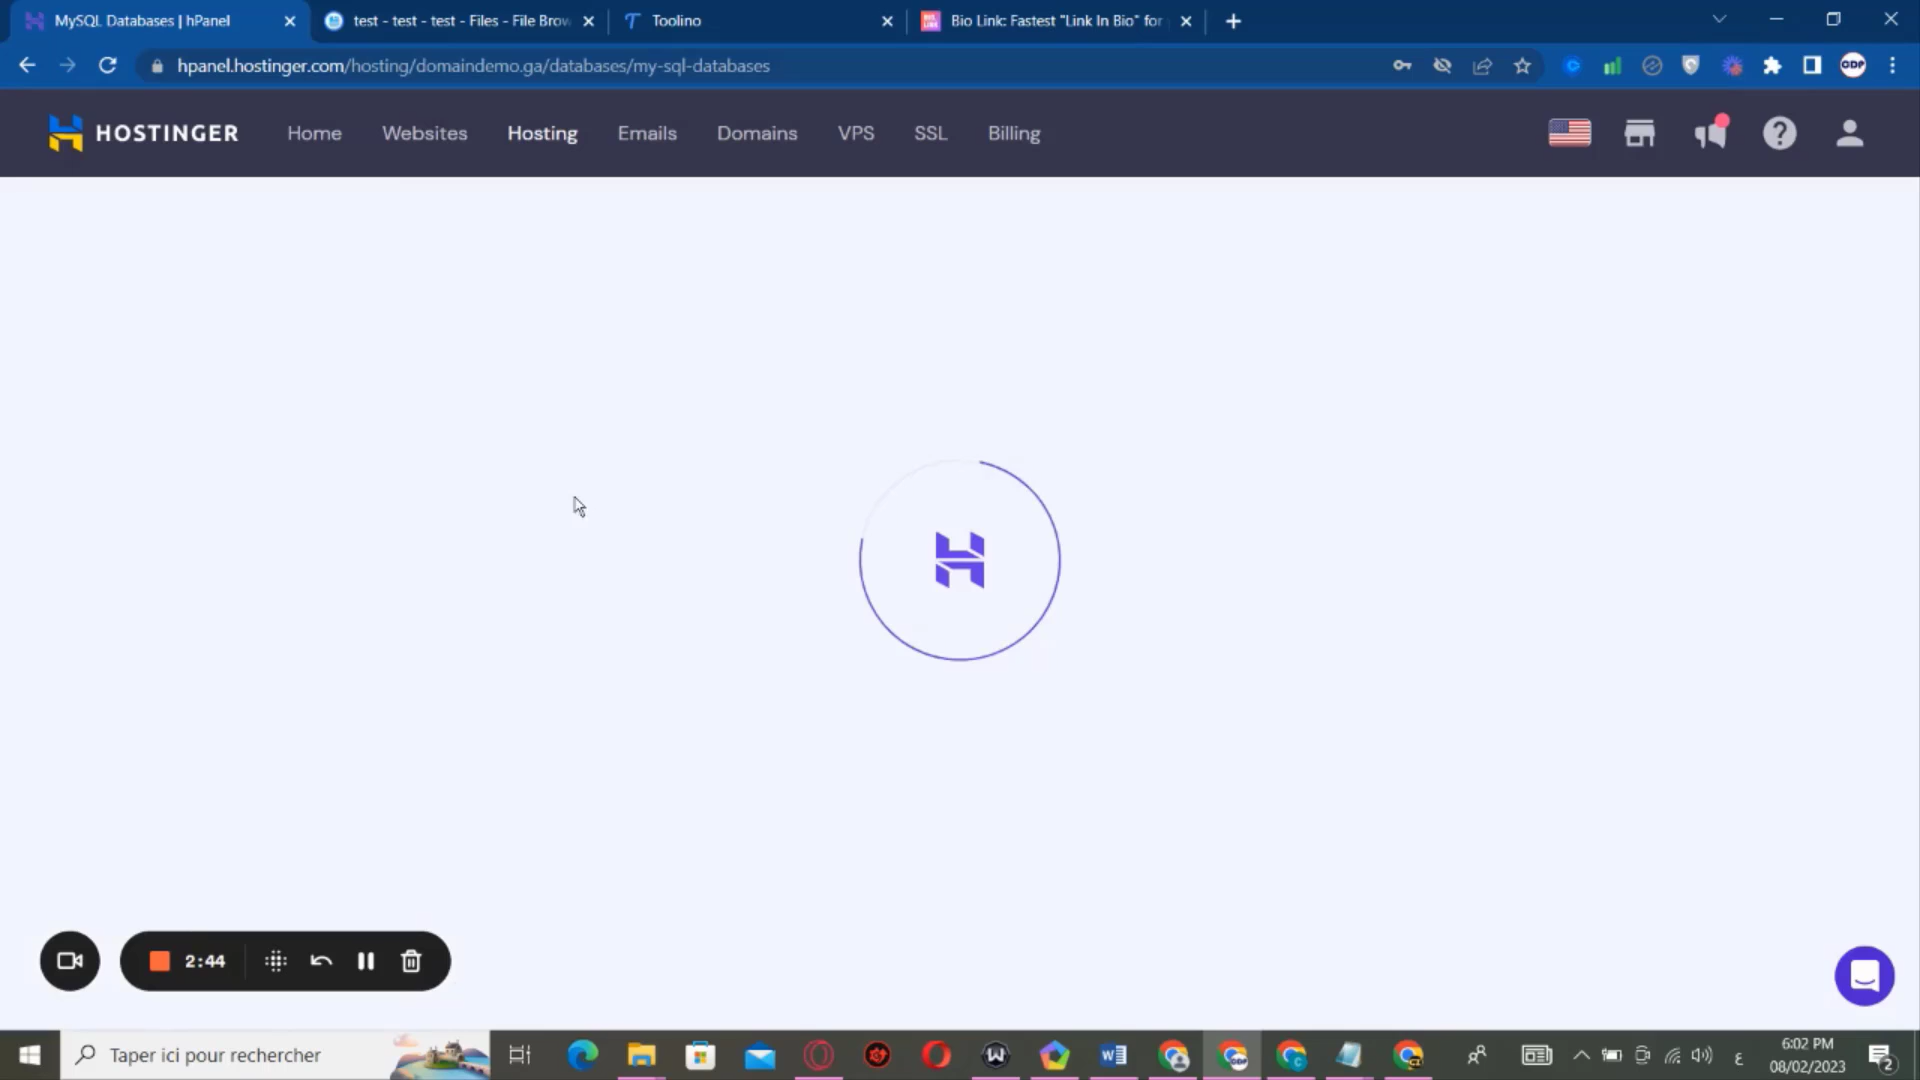 MySQL Databases | hPanel
test - test - test - Files - File Brow
Toolino
Bio Link: Fastest "Link In Bio" for
hpanel.hostinger.com/hosting/domaindemo.ga/databases/my-sql-databases
HOSTINGER
Home
Websites
Hosting
Emails
Domains
VPS
SSL
Billing
2:44
Taper ici pour rechercher
6:02 PM
08/02/2023
ع
2